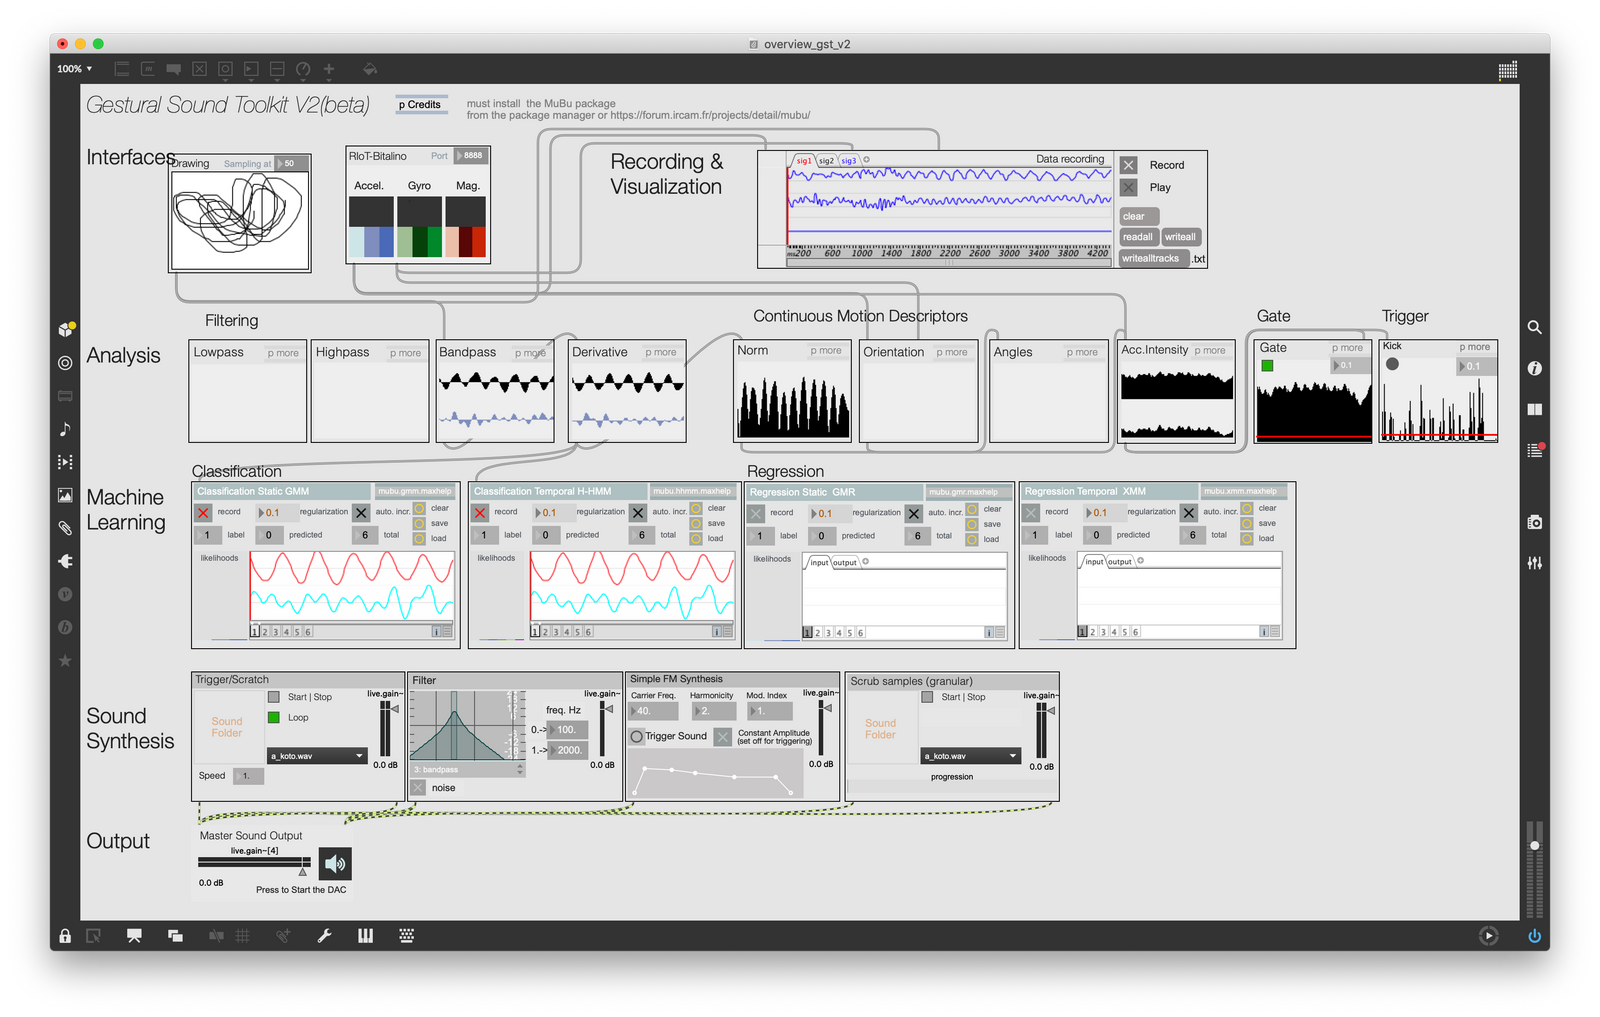 overview_gst_v2
100%
Gestural Sound Toolkit V2(beta)
p Credits
must install the MuBu package
from the package manager or https://forum.ircam.fr/projects/detail/mubu/
Interfaces
Drawing Sampling at 50
RIoT-Bitalino Port 8888
Accel. Gyro Mag.
Recording &
Visualization
sig1 sig2 sig3 Data recording
ms200 600 1000 1400 1800 2200 2600 3000 3400 3800 4200
Record
Play
clear
readall writeall
writealltracks .txt
Filtering
Continuous Motion Descriptors
Gate
Trigger
Analysis
Lowpass p more
Highpass p more
Bandpass p more
Derivative p more
Norm p more
Orientation p more
Angles p more
Acc.Intensity p more
Gate p more
0.1
Kick p more
0.1
Classification
Regression
Machine
Learning
Classification Static GMM mubu.gmm.maxhelp
record 0.1 regularization auto. incr. clear
save
1 label 0 predicted 6 total load
likelihoods
1 2 3 4 5 6
Classification Temporal H-HMM mubu.hhmm.maxhelp
record 0.1 regularization auto. incr. clear
save
1 label 0 predicted 6 total load
likelihoods
1 2 3 4 5 6
Regression Static GMR mubu.gmr.maxhelp
record 0.1 regularization auto. incr. clear
save
1 label 0 predicted 6 total load
likelihoods
input output
1 2 3 4 5 6
Regression Temporal XMM mubu.xmm.maxhelp
record 0.1 regularization auto. incr. clear
save
1 label 0 predicted 6 total load
likelihoods
input output
1 2 3 4 5 6
Sound
Synthesis
Trigger/Scratch
Start | Stop
live.gain~
Loop
Sound
Folder
a_koto.wav
0.0 dB
Speed 1.
Filter
live.gain~
freq. Hz
0.-> 100.
1.-> 2000.
0.0 dB
3: bandpass
noise
Simple FM Synthesis
Carrier Freq. Harmonicity Mod. Index live.gain~
40. 2. 1.
Trigger Sound
Constant Amplitude
(set off for triggering)
0.0 dB
Scrub samples (granular)
Start | Stop
live.gain~
Sound
Folder
a_koto.wav
0.0 dB
progression
Output
Master Sound Output
live.gain~[4]
0.0 dB
Press to Start the DAC